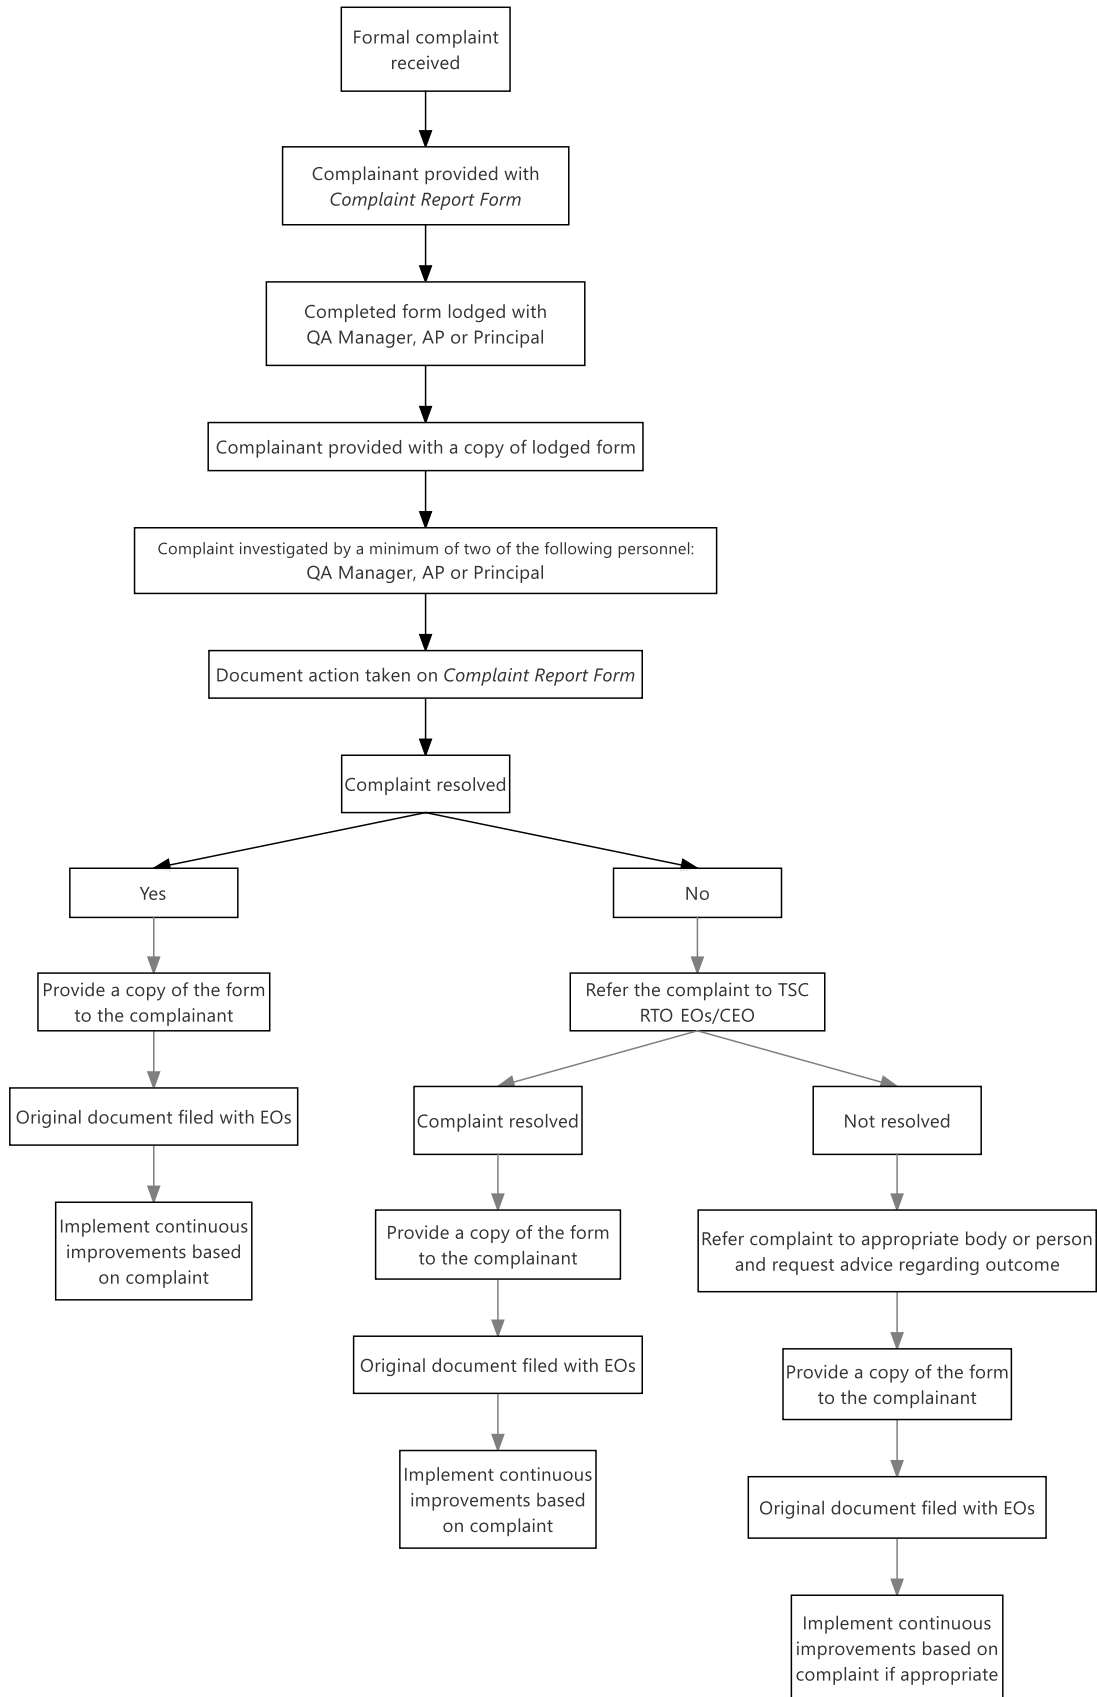 Formal complaint
received
Complainant provided with
Complaint Report Form
Completed form lodged with
QA Manager, AP or Principal
Complainant provided with a copy of lodged form
Complaint investigated by a minimum of two of the following personnel:
QA Manager, AP or Principal
Document action taken on Complaint Report Form
Complaint resolved
Yes
No
Provide a copy of the form
to the complainant
Refer the complaint to TSC
RTO EOs/CEO
Original document filed with EOs
Complaint resolved
Not resolved
Implement continuous
improvements based
on complaint
Provide a copy of the form
to the complainant
Refer complaint to appropriate body or person
and request advice regarding outcome
Original document filed with EOs
Provide a copy of the form
to the complainant
Implement continuous
improvements based
on complaint
Original document filed with EOs
Implement continuous
improvements based on
complaint if appropriate